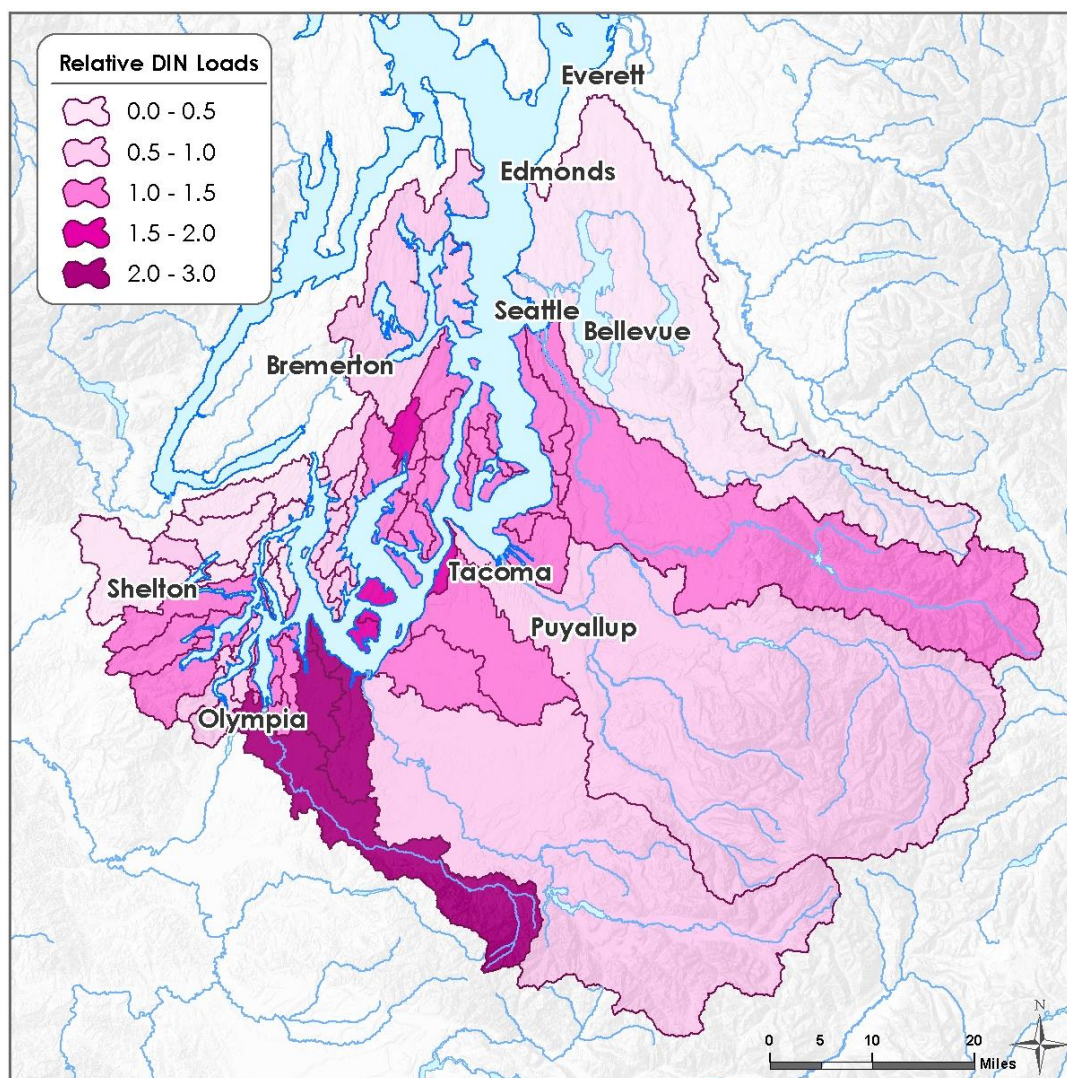 Relative DIN Loads
0.0 - 0.5
0.5 - 1.0
1.0 - 1.5
1.5 - 2.0
2.0 - 3.0
Everett
Edmonds
Seattle
Bellevue
Bremerton
Shelton
Tacoma
Puyallup
Olympia
N
0 5 10 20
Miles